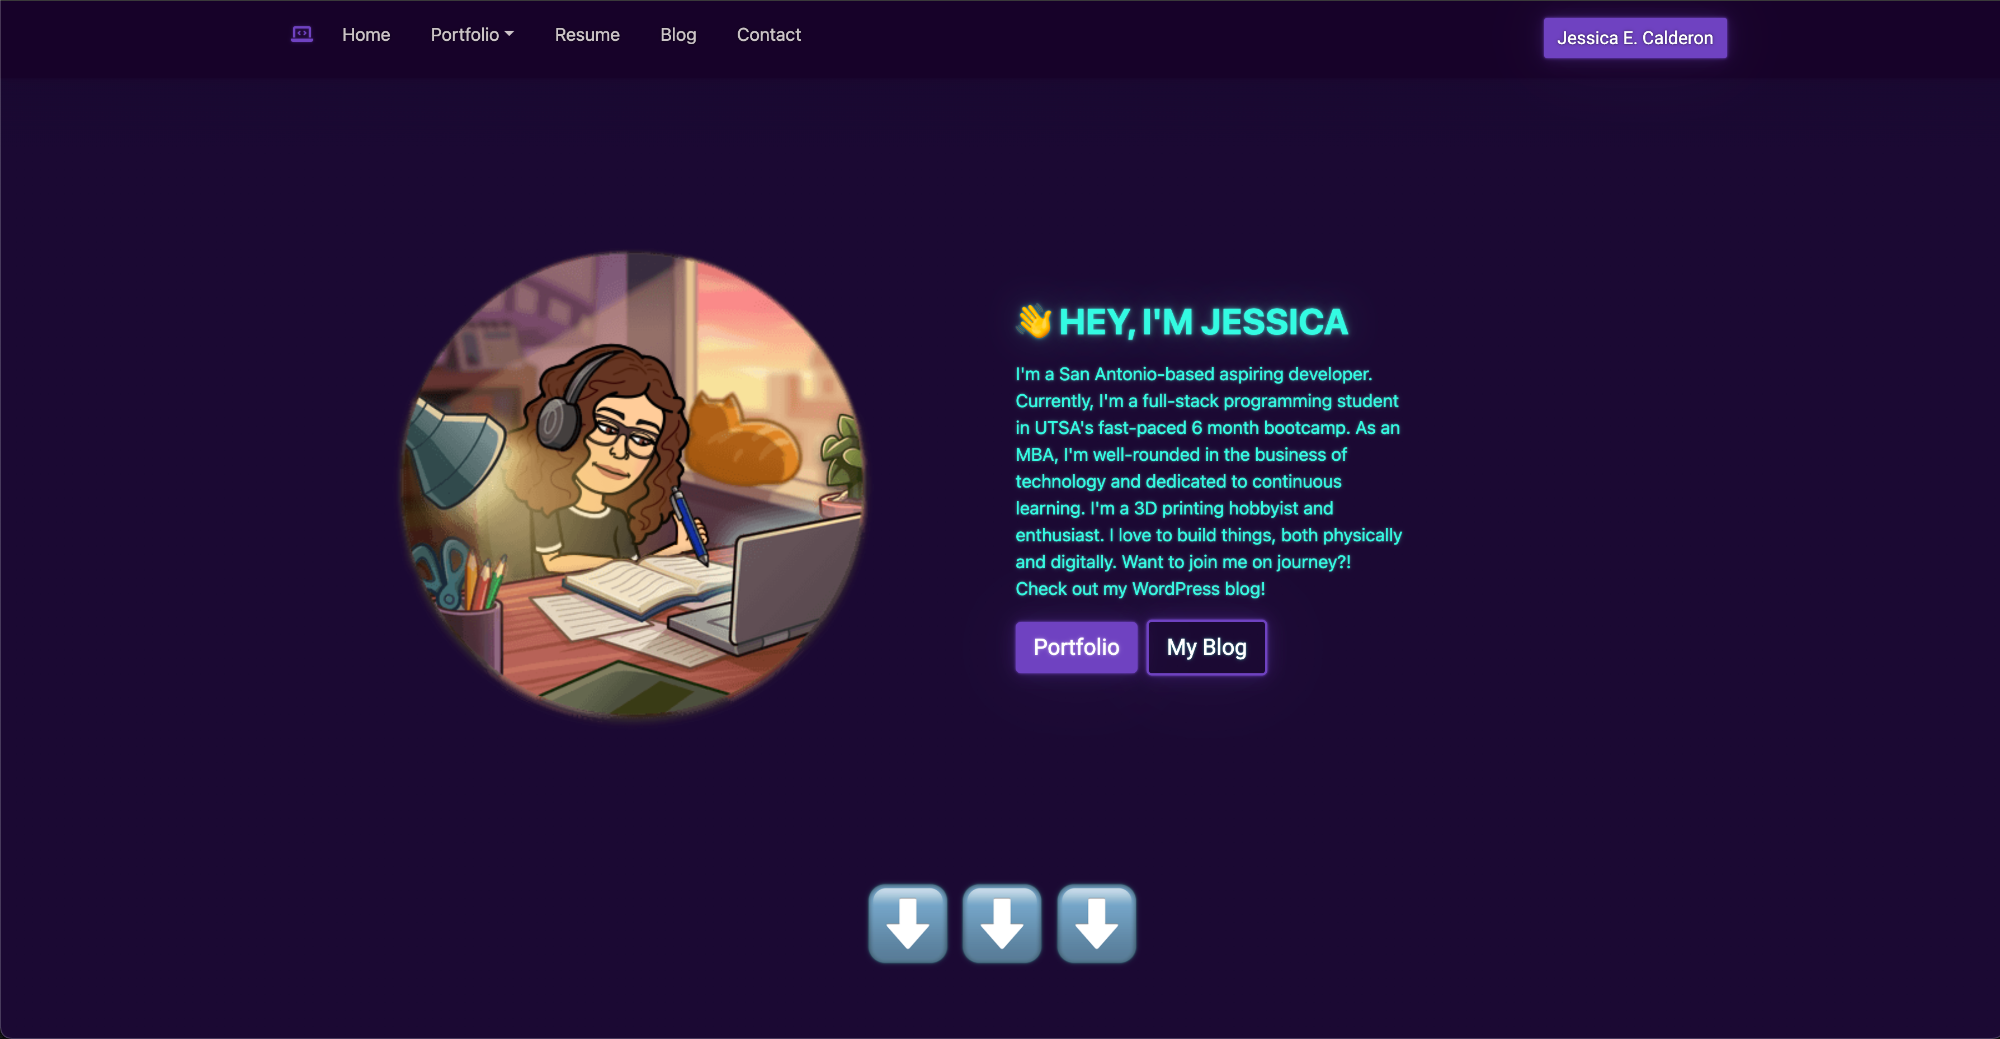 Home Portfolio Resume Blog Contact Jessica E. Calderon
👋 HEY, I'M JESSICA
I'm a San Antonio-based aspiring developer.
Currently, I'm a full-stack programming student
in UTSA's fast-paced 6 month bootcamp. As an
MBA, I'm well-rounded in the business of
technology and dedicated to continuous
learning. I'm a 3D printing hobbyist and
enthusiast. I love to build things, both physically
and digitally. Want to join me on journey?!
Check out my WordPress blog!
Portfolio My Blog